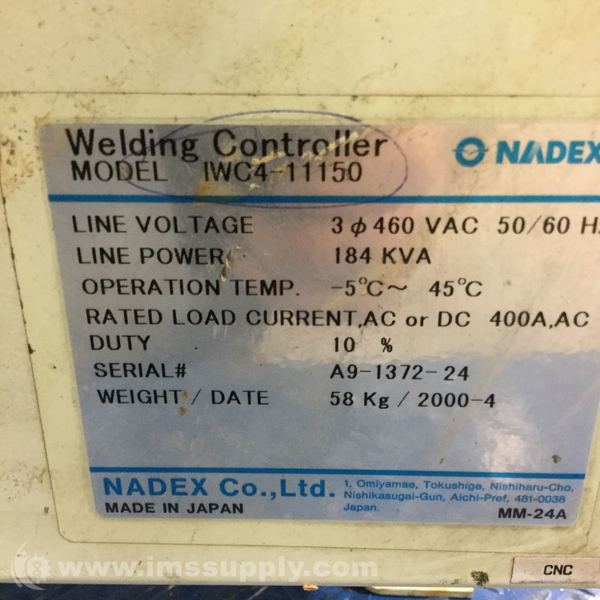 Welding Controller
NADEX
MODEL IWC4-11150
LINE VOLTAGE 3φ460 VAC 50/60 H
LINE POWER 184 KVA
OPERATION TEMP. -5℃~ 45℃
RATED LOAD CURRENT,AC or DC 400A,AC
DUTY 10 %
SERIAL# A9-1372-24
WEIGHT / DATE 58 Kg / 2000-4
NADEX Co.,Ltd.
MADE IN JAPAN
1, Omiyamae, Tokushige, Nishiharu-Cho,
Nishikasugai-Gun, Aichi-Pref, 481-0038
Japan.
MM-24A
www.imssupply.com
CNC